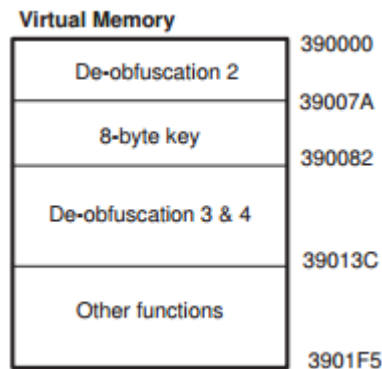 Virtual Memory
390000
De-obfuscation 2
39007A
8-byte key
390082
De-obfuscation 3 & 4
39013C
Other functions
3901F5